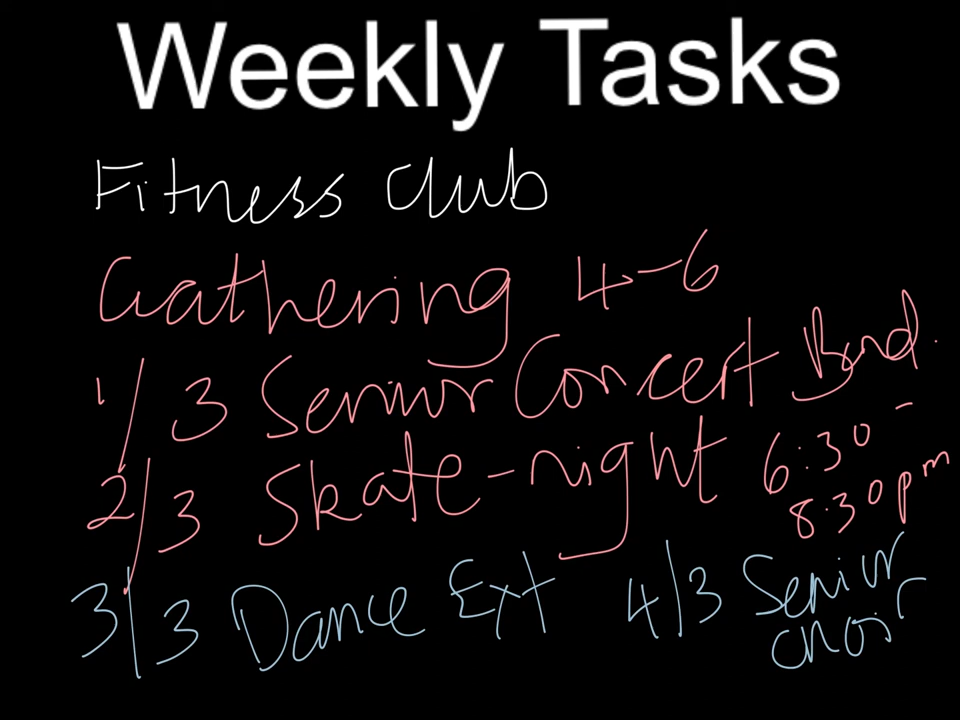 Weekly Tasks
Fitness club
Gathering 4-6
1/3 Senior Concert Band.
2/3 Skate-night 6:30-
8:30pm
3/3 Dance Ext 4/3 Senior
choir